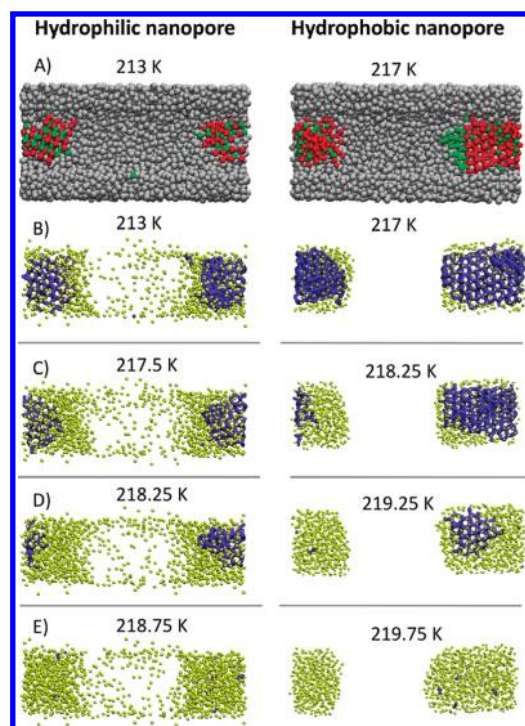 Hydrophilic nanopore Hydrophobic nanopore
A) 213 K 217 K
B) 213 K 217 K
C) 217.5 K 218.25 K
D) 218.25 K 219.25 K
E) 218.75 K 219.75 K